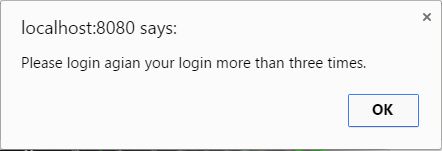 localhost:8080 says:
Please login agian your login more than three times.
OK